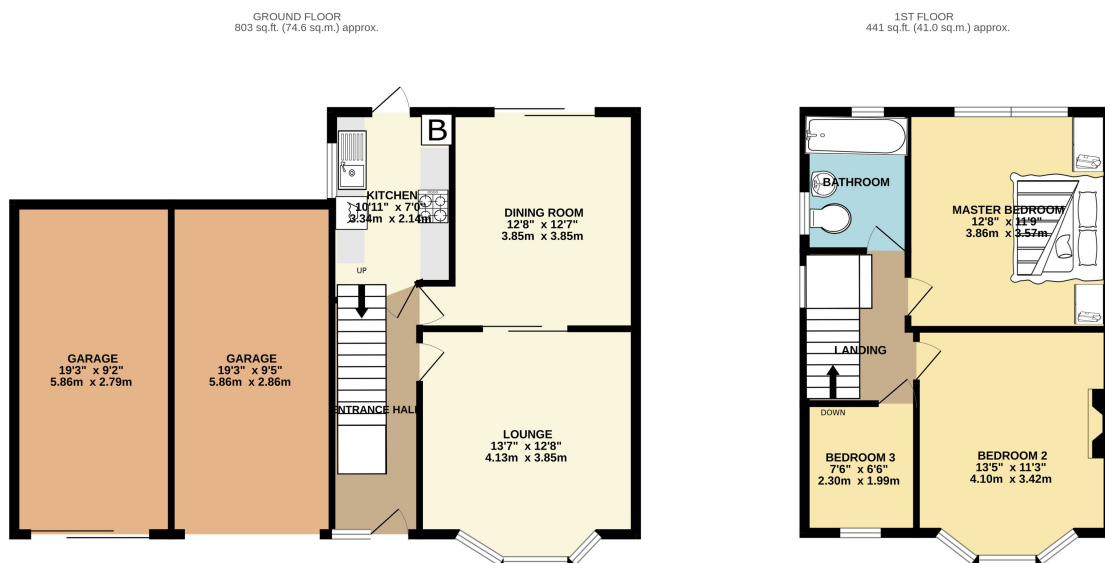 GROUND FLOOR
803 sq.ft. (74.6 sq.m.) approx.
1ST FLOOR
441 sq.ft. (41.0 sq.m.) approx.
B
KITCHEN
10'11" x 7'0"
3.34m x 2.14m
DINING ROOM
12'8" x 12'7"
3.85m x 3.85m
UP
GARAGE
19'3" x 9'2"
5.86m x 2.79m
GARAGE
19'3" x 9'5"
5.86m x 2.86m
ENTRANCE HALL
LOUNGE
13'7" x 12'8"
4.13m x 3.85m
BATHROOM
MASTER BEDROOM
12'8" x 11'9"
3.86m x 3.57m
LANDING
DOWN
BEDROOM 3
7'6" x 6'6"
2.30m x 1.99m
BEDROOM 2
13'5" x 11'3"
4.10m x 3.42m